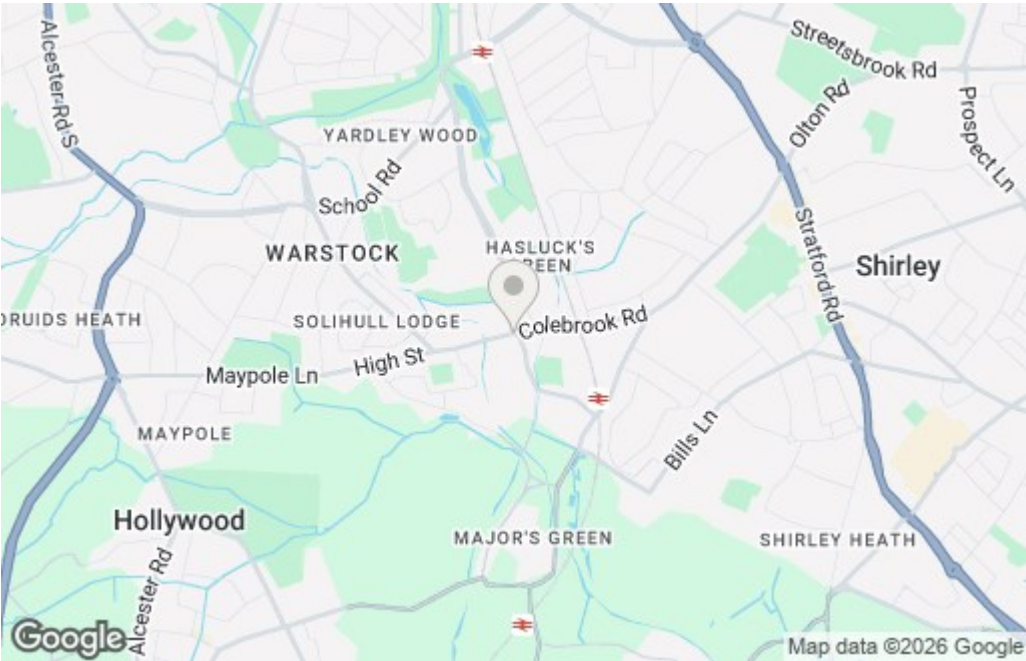 Alcester Rd S
Streetsbrook Rd
Olton Rd
Prospect Ln
YARDLEY WOOD
School Rd
WARSTOCK
HASLUCK'S
Stratford Rd
Shirley
DRUIDS HEATH
SOLIHULL LODGE
Colebrook Rd
High St
Maypole Ln
MAYPOLE
Bills Ln
Hollywood
MAJOR'S GREEN
SHIRLEY HEATH
Alcester Rd
Google
Map data ©2026 Google